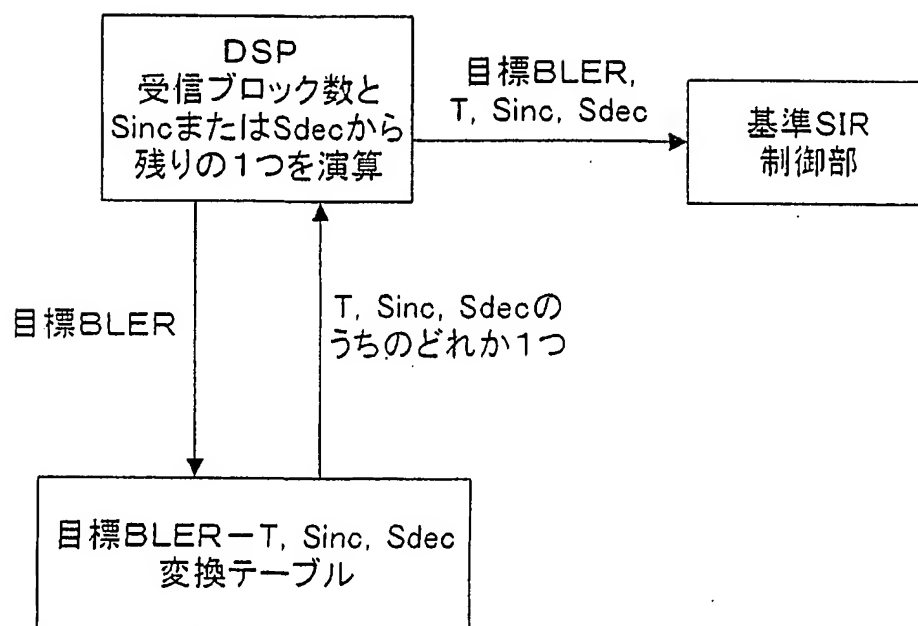 DSP
受信ブロック数と
SincまたはSdecから
残りの1つを演算
目標BLER,
T, Sinc, Sdec
基準SIR
制御部
目標BLER
T, Sinc, Sdecの
うちのどれか1つ
目標BLER－T, Sinc, Sdec
変換テーブル